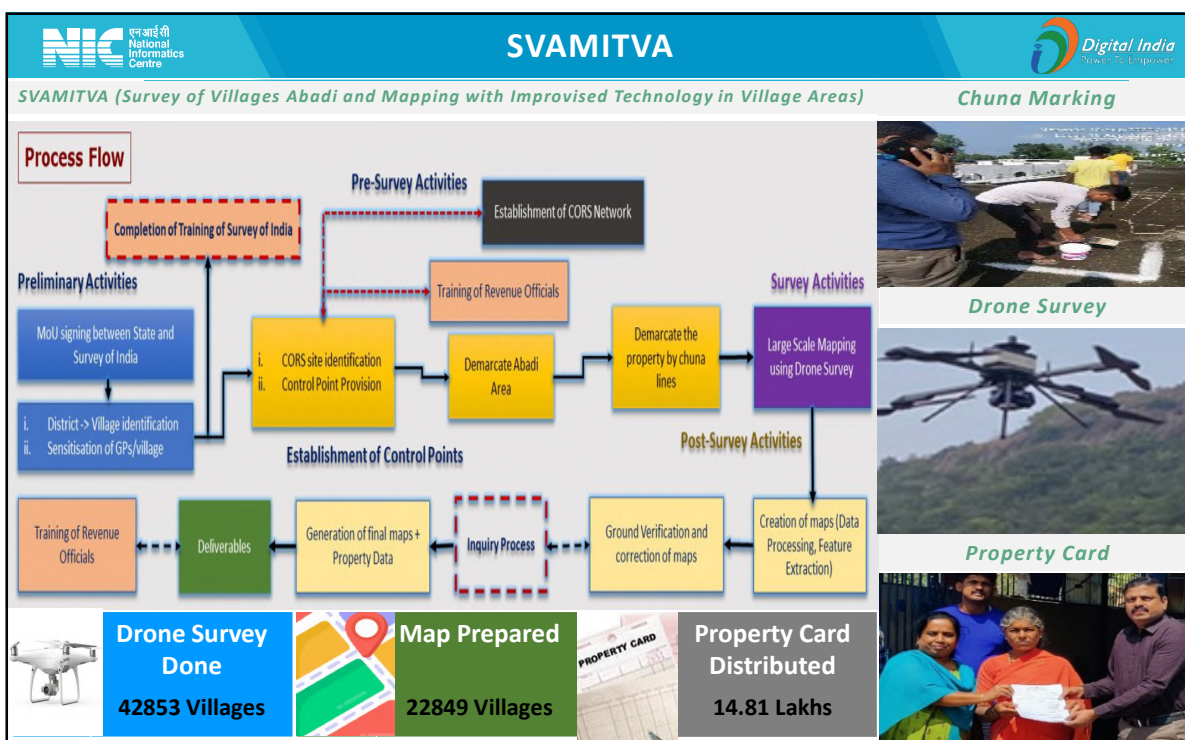 NIC
एन आई सी
National
Informatics
Centre
SVAMITVA
Digital India
Power To Empower
SVAMITVA (Survey of Villages Abadi and Mapping with Improvised Technology in Village Areas)
Chuna Marking
Process Flow
Pre-Survey Activities
Establishment of CORS Network
Completion of Training of Survey of India
Preliminary Activities
Training of Revenue Officials
Survey Activities
MoU signing between State and
Survey of India
i. CORS site identification
ii. Control Point Provision
Demarcate Abadi
Area
Demarcate the
property by chuna
lines
Large Scale Mapping
using Drone Survey
i. District -> Village identification
ii. Sensitisation of GPs/village
Establishment of Control Points
Post-Survey Activities
Training of Revenue
Officials
Deliverables
Generation of final maps +
Property Data
Inquiry Process
Ground Verification and
correction of maps
Creation of maps (Data
Processing, Feature
Extraction)
Drone Survey
Property Card
Drone Survey
Done
42853 Villages
Map Prepared
22849 Villages
PROPERTY CARD
Property Card
Distributed
14.81 Lakhs